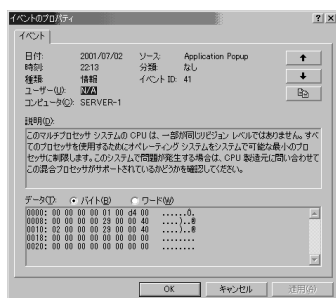 イベントのプロパティ
イベント
日付: 2001/07/02 ソース: Application Popup
時刻: 22:13 分類: なし
種類: 情報 イベント ID: 41
ユーザー(U): N/A
コンピュータ(C): SERVER-1
説明(D):
このマルチプロセッサ システムの CPU は、一部が同じリビジョン レベルではありません。すべ
てのプロセッサを使用するためにオペレーティング システムをシステムで可能な最小のプロ
セッサに制限します。このシステムで問題が発生する場合は、CPU 製造元に問い合わせて
この混合プロセッサがサポートされているかどうかを確認してください。
データ(T): バイト(B) ワード(W)
0000: 00 00 00 00 01 00 d4 00 ......Ô.
0008: 00 00 00 00 29 00 00 40 ....)..@
0010: 02 00 00 00 29 00 00 40 ....)..@
0018: 00 00 00 00 00 00 00 00 ........
0020: 00 00 00 00 00 00 00 00 ........
OK キャンセル 適用(A)